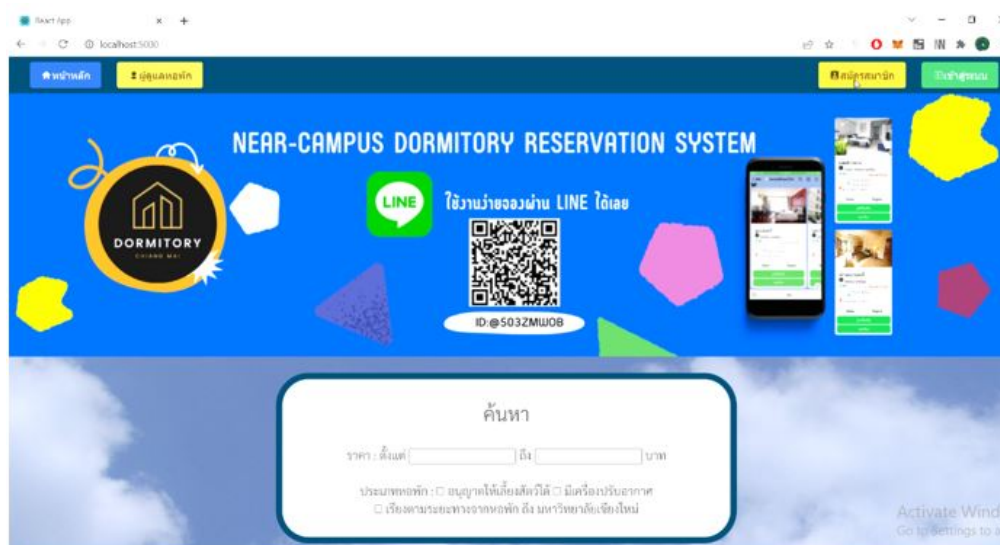 React App
localhost:5000
หน้าหลัก
ผู้ดูแลหอพัก
สมัครสมาชิก
เข้าสู่ระบบ
NEAR-CAMPUS DORMITORY RESERVATION SYSTEM
LINE
ใช้งานง่ายจองผ่าน LINE ได้เลย
DORMITORY
CHIANG MAI
ID:@503ZMWOB
ค้นหา
ราคา : ตั้งแต่ ถึง บาท
ประเภทหอพัก : อนุญาตให้เลี้ยงสัตว์ได้ มีเครื่องปรับอากาศ
เรียงตามระยะทางจากหอพัก ถึง มหาวิทยาลัยเชียงใหม่
Activate Wind
Go to Settings to a